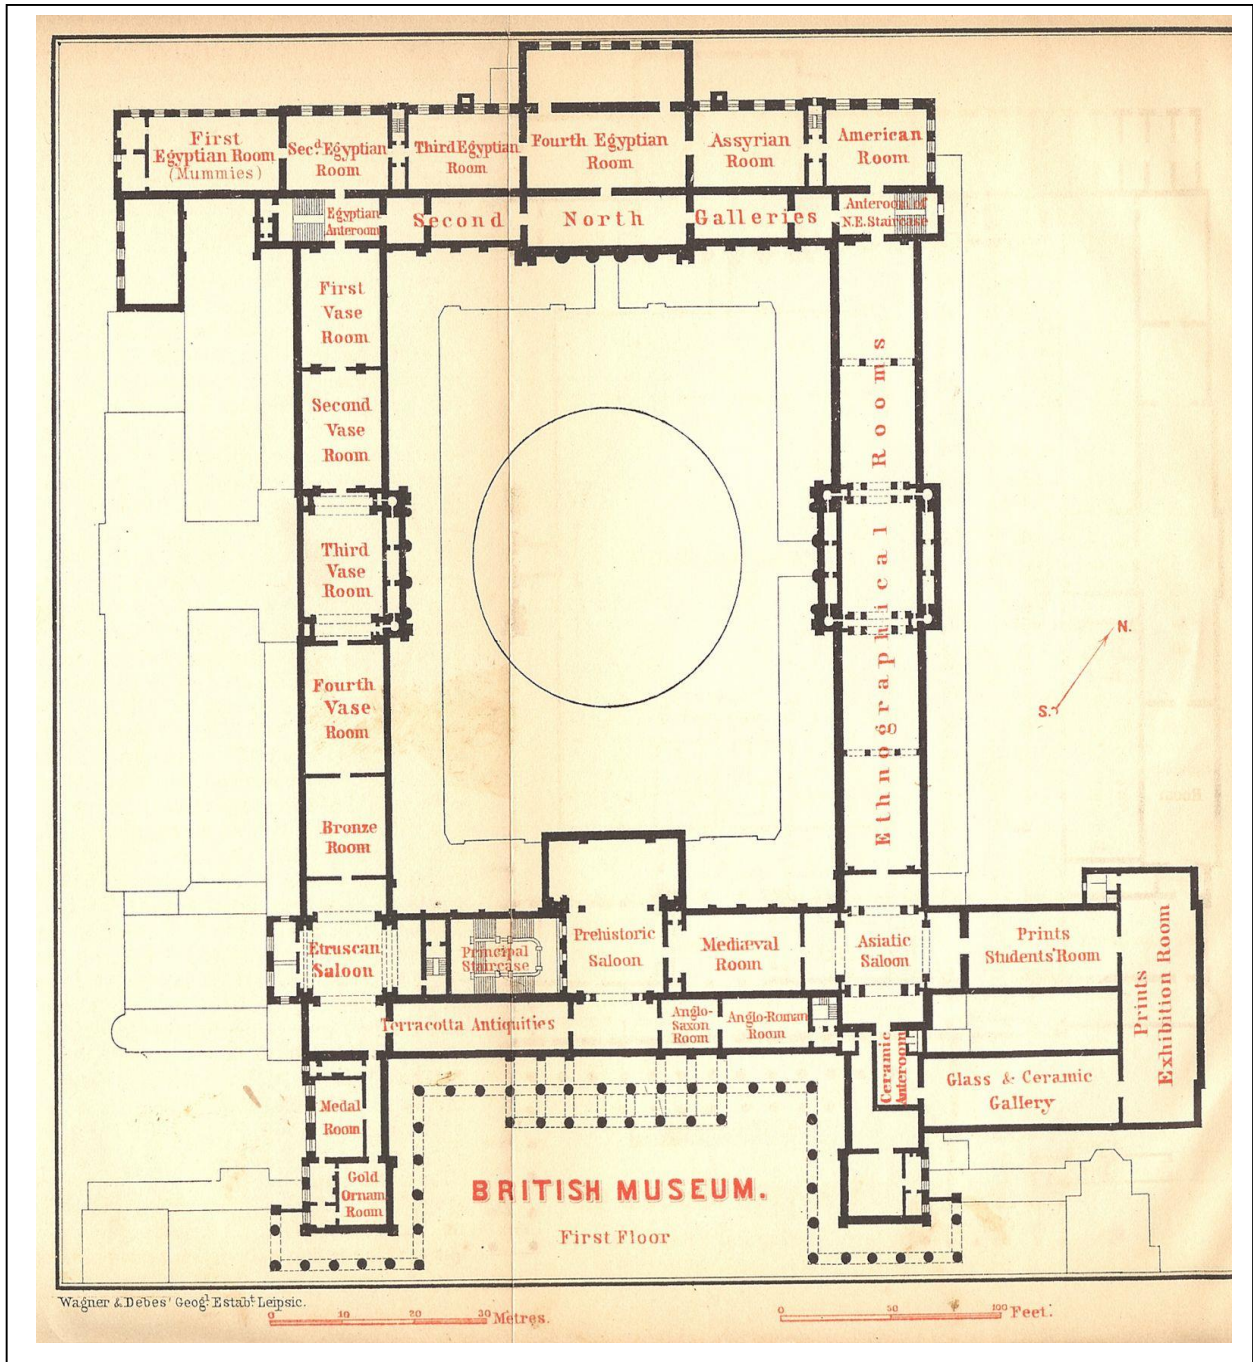 First
Egyptian Room
(Mummies)
Sec.d Egyptian
Room
Third Egyptian
Room
Fourth Egyptian
Room
Assyrian
Room
American
Room
Egyptian
Anteroom
Second North Galleries
Anteroom of
N.E. Staircase
First
Vase
Room
Second
Vase
Room
Third
Vase
Room
Fourth
Vase
Room
Bronze
Room
Ethnographical Rooms
N.
S.
Etruscan
Saloon
Principal
Staircase
Prehistoric
Saloon
Mediæval
Room
Asiatic
Saloon
Prints
Students' Room
Prints
Exhibition Room
Terracotta Antiquities
Anglo-
Saxon
Room
Anglo-Roman
Room
Ceramic
Anteroom
Glass & Ceramic
Gallery
Medal
Room
Gold
Ornam.
Room
BRITISH MUSEUM.
First Floor
Wagner & Debes' Geogl. Estabt. Leipsic.
0 10 20 30 Metres.
0 50 100 Feet.